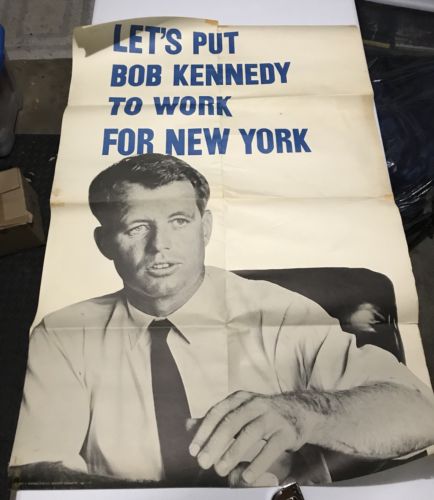 LET'S PUT
BOB KENNEDY
TO WORK
FOR NEW YORK